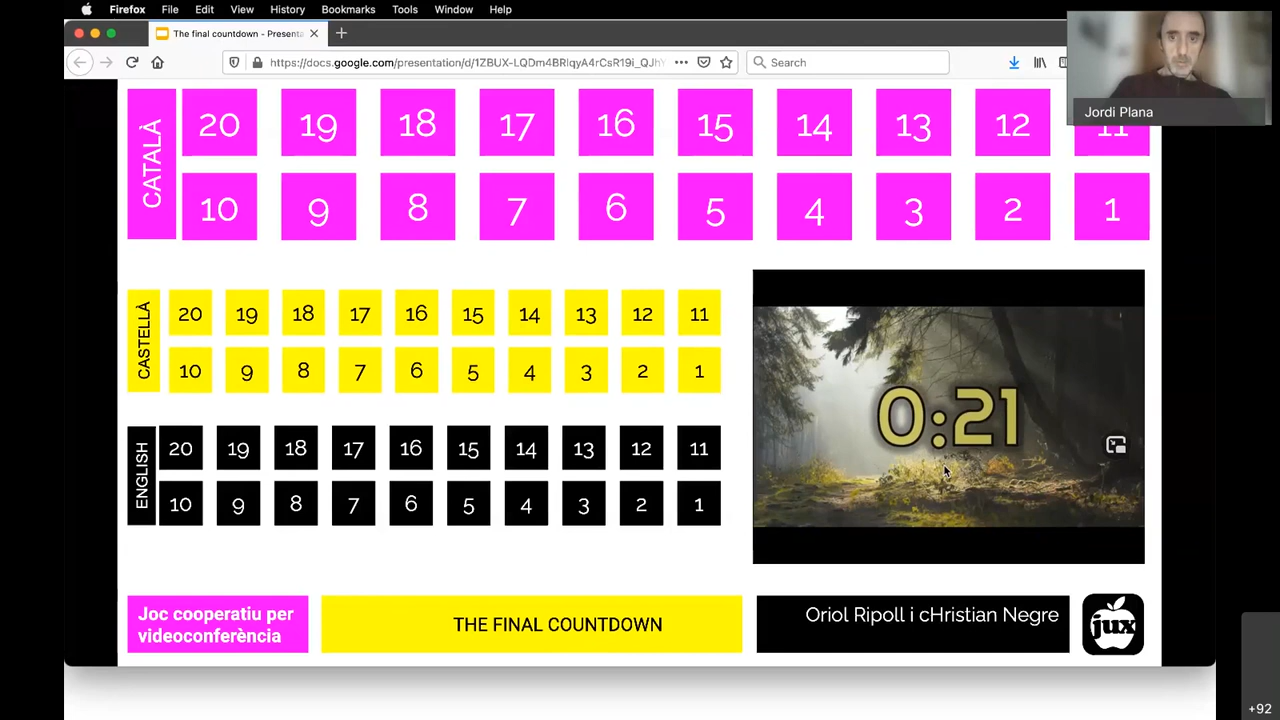 Firefox File Edit View History Bookmarks Tools Window Help
The final countdown - Presenta
https://docs.google.com/presentation/d/1ZBUX-LQDm4BRlqyA4rCsR19i_QJh
Search
Jordi Plana
CATALÀ
20 19 18 17 16 15 14 13 12 11
10 9 8 7 6 5 4 3 2 1
CASTELLÀ
20 19 18 17 16 15 14 13 12 11
10 9 8 7 6 5 4 3 2 1
0:21
ENGLISH
20 19 18 17 16 15 14 13 12 11
10 9 8 7 6 5 4 3 2 1
Joc cooperatiu per
videoconferència
THE FINAL COUNTDOWN
Oriol Ripoll i cHristian Negre
jux
+92